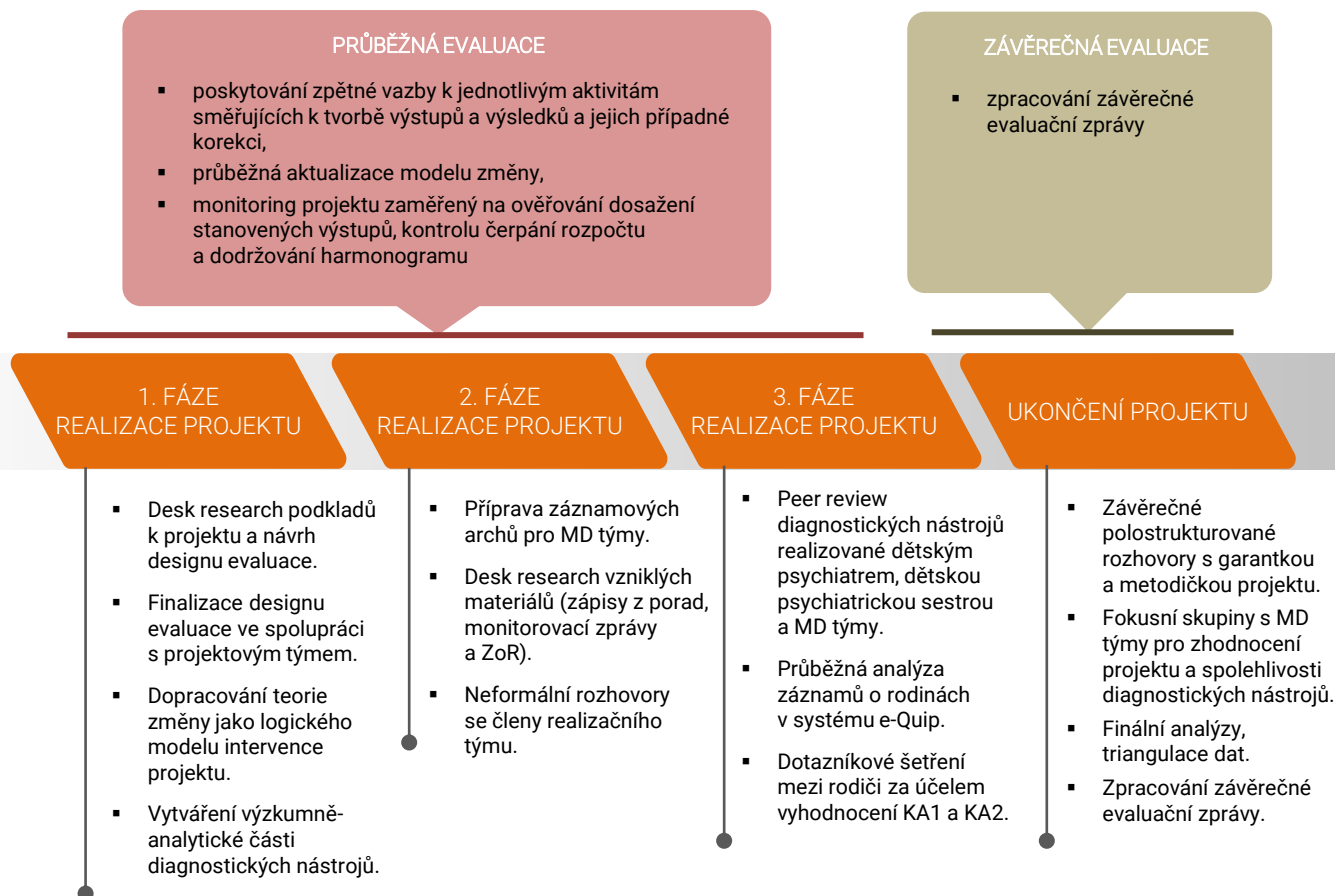 PRŮBĚŽNÁ EVALUACE
▪ poskytování zpětné vazby k jednotlivým aktivitám
směřujících k tvorbě výstupů a výsledků a jejich případné
korekci,
▪ průběžná aktualizace modelu změny,
▪ monitoring projektu zaměřený na ověřování dosažení
stanovených výstupů, kontrolu čerpání rozpočtu
a dodržování harmonogramu
ZÁVĚREČNÁ EVALUACE
▪ zpracování závěrečné
evaluační zprávy
1. FÁZE
REALIZACE PROJEKTU
2. FÁZE
REALIZACE PROJEKTU
3. FÁZE
REALIZACE PROJEKTU
UKONČENÍ PROJEKTU
▪ Desk research podkladů
k projektu a návrh
designu evaluace.
▪ Finalizace designu
evaluace ve spolupráci
s projektovým týmem.
▪ Dopracování teorie
změny jako logického
modelu intervence
projektu.
▪ Vytváření výzkumně-
analytické části
diagnostických nástrojů.
▪ Příprava záznamových
archů pro MD týmy.
▪ Desk research vzniklých
materiálů (zápisy z porad,
monitorovací zprávy
a ZoR).
▪ Neformální rozhovory
se členy realizačního
týmu.
▪ Peer review
diagnostických nástrojů
realizované dětským
psychiatrem, dětskou
psychiatrickou sestrou
a MD týmy.
▪ Průběžná analýza
záznamů o rodinách
v systému e-Quip.
▪ Dotazníkové šetření
mezi rodiči za účelem
vyhodnocení KA1 a KA2.
▪ Závěrečné
polostrukturované
rozhovory s garantkou
a metodičkou projektu.
▪ Fokusní skupiny s MD
týmy pro zhodnocení
projektu a spolehlivosti
diagnostických nástrojů.
▪ Finální analýzy,
triangulace dat.
▪ Zpracování závěrečné
evaluační zprávy.